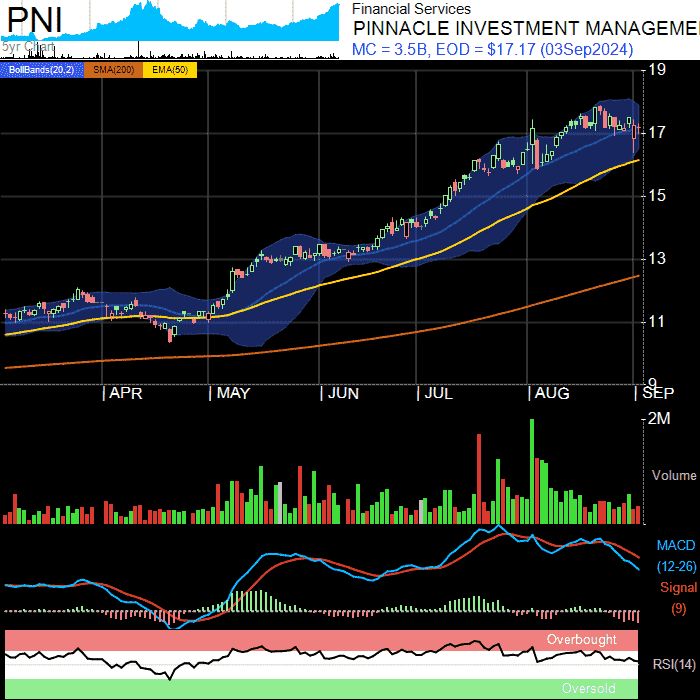 PNI
5yr Chart
Financial Services
PINNACLE INVESTMENT MANAGEME
MC = 3.5B, EOD = $17.17 (03Sep2024)
BollBands(20,2) SMA(200) EMA(50)
19
17
15
13
11
9
APR MAY JUN JUL AUG SEP
2M
Volume
MACD
(12-26)
Signal
(9)
Overbought
RSI(14)
Oversold